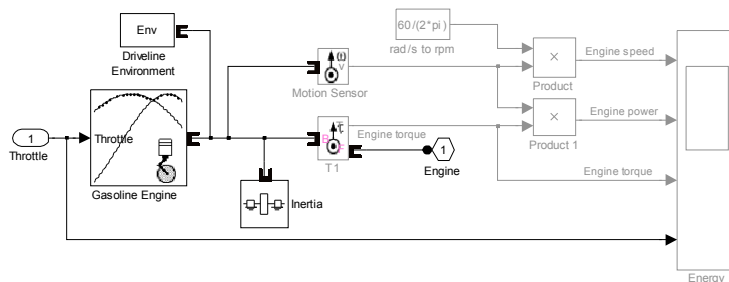 Env
Driveline
Environment
60/(2*pi)
rad/s to rpm
ω
v
Motion Sensor
×
Product
Engine speed
1
Throttle
Throttle
Gasoline Engine
B
τ
F
T1
Engine torque
×
Product 1
Engine power
1
Engine
Inertia
Engine torque
Energy